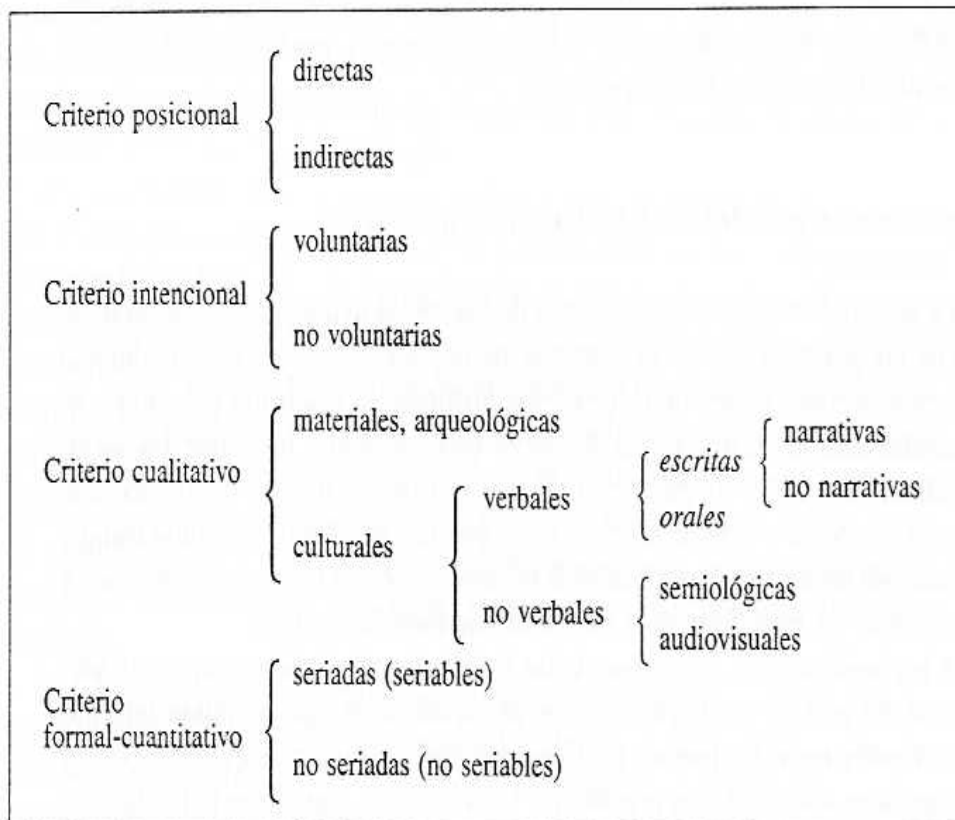 directas
Criterio posicional
indirectas
voluntarias
Criterio intencional
no voluntarias
materiales, arqueológicas
narrativas
Criterio cualitativo
escritas
no narrativas
verbales
orales
culturales
semiológicas
no verbales
audiovisuales
seriadas (seriables)
Criterio
formal-cuantitativo
no seriadas (no seriables)